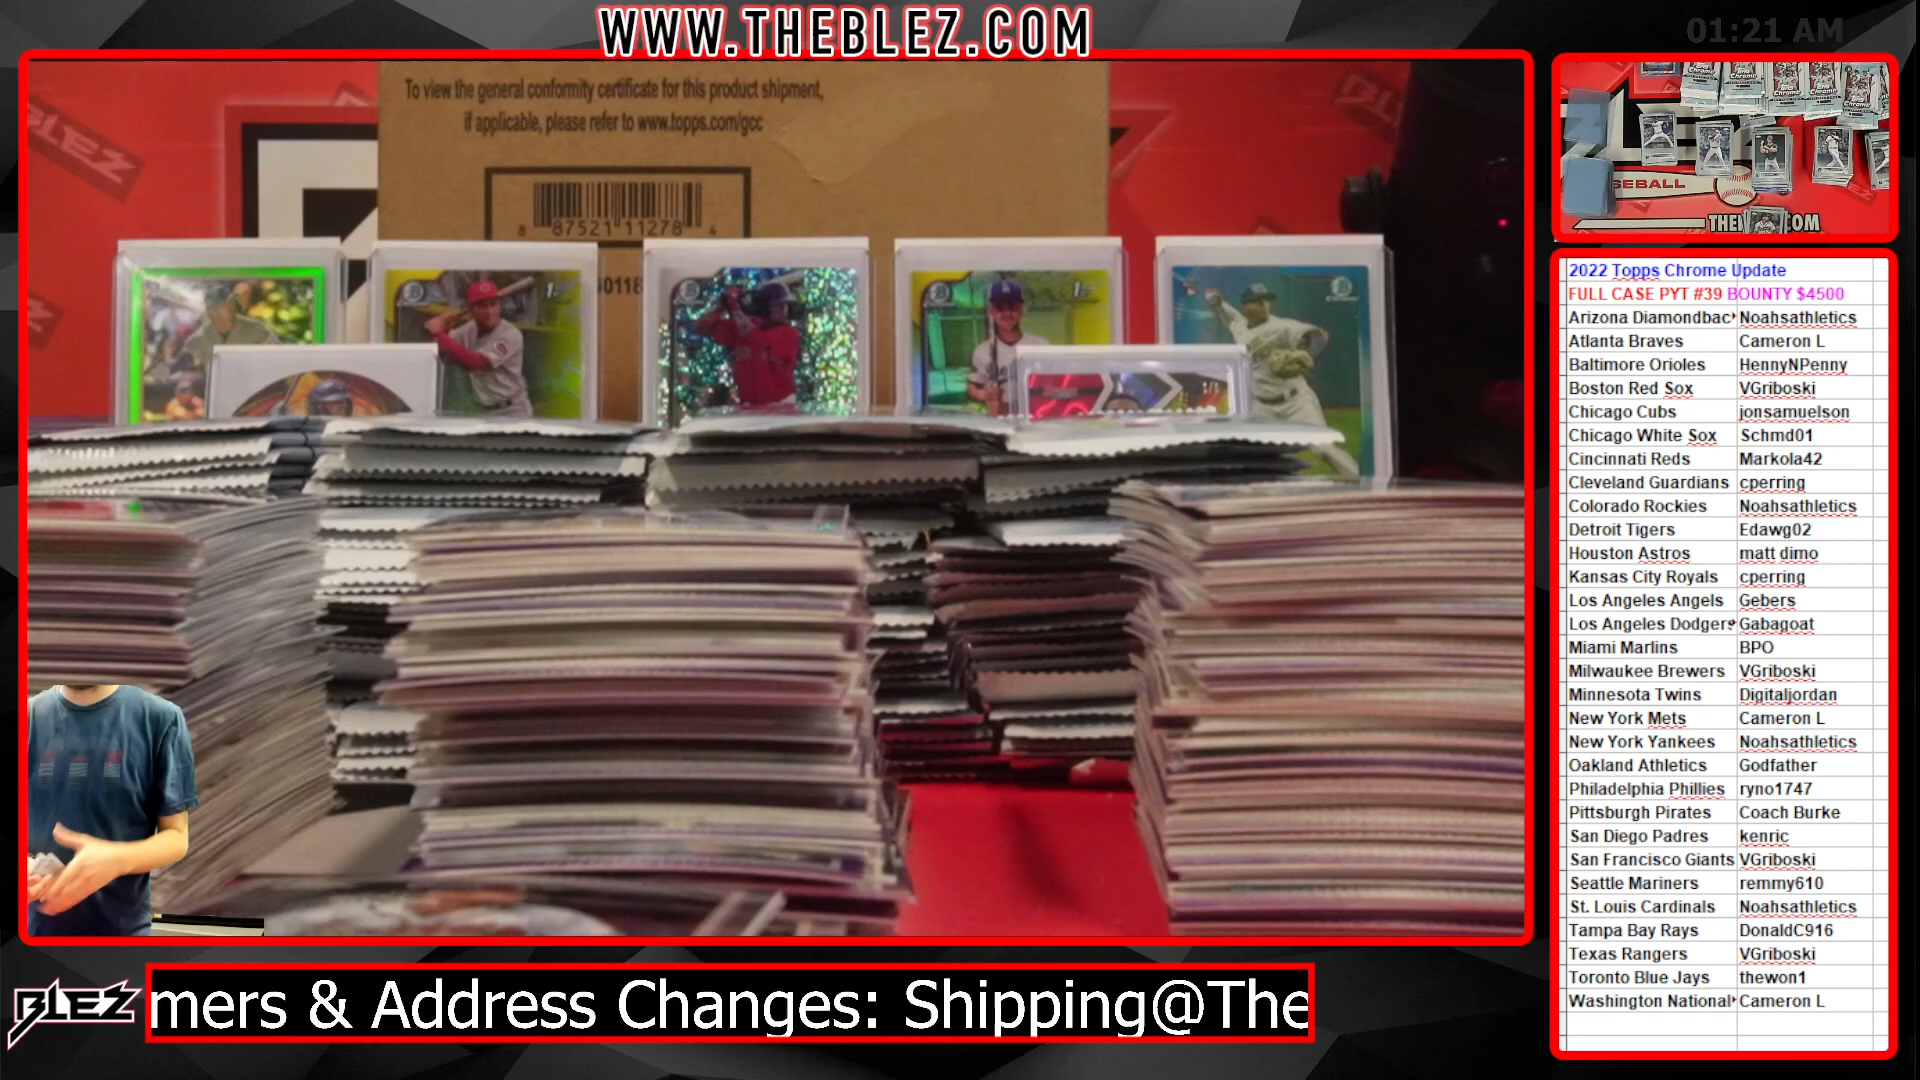 WWW.THEBLEZ.COM
01:21 AM
To view the general conformity certificate for this product shipment,
if applicable, please refer to www.topps.com/gcc
8 87521 11278 4
BLEZ
SEBALL
2022 Topps Chrome Update
FULL CASE PYT #39 BOUNTY $4500
Arizona Diamondbac Noahsathletics
Atlanta Braves Cameron L
Baltimore Orioles HennyNPenny
Boston Red Sox VGriboski
Chicago Cubs jonsamuelson
Chicago White Sox Schmd01
Cincinnati Reds Markola42
Cleveland Guardians cperring
Colorado Rockies Noahsathletics
Detroit Tigers Edawg02
Houston Astros matt dimo
Kansas City Royals cperring
Los Angeles Angels Gebers
Los Angeles Dodgers Gabagoat
Miami Marlins BPO
Milwaukee Brewers VGriboski
Minnesota Twins Digitaljordan
New York Mets Cameron L
New York Yankees Noahsathletics
Oakland Athletics Godfather
Philadelphia Phillies ryno1747
Pittsburgh Pirates Coach Burke
San Diego Padres kenric
San Francisco Giants VGriboski
Seattle Mariners remmy610
St. Louis Cardinals Noahsathletics
Tampa Bay Rays DonaldC916
Texas Rangers VGriboski
Toronto Blue Jays thewon1
Washington National Cameron L
BLEZ
mers & Address Changes: Shipping@The